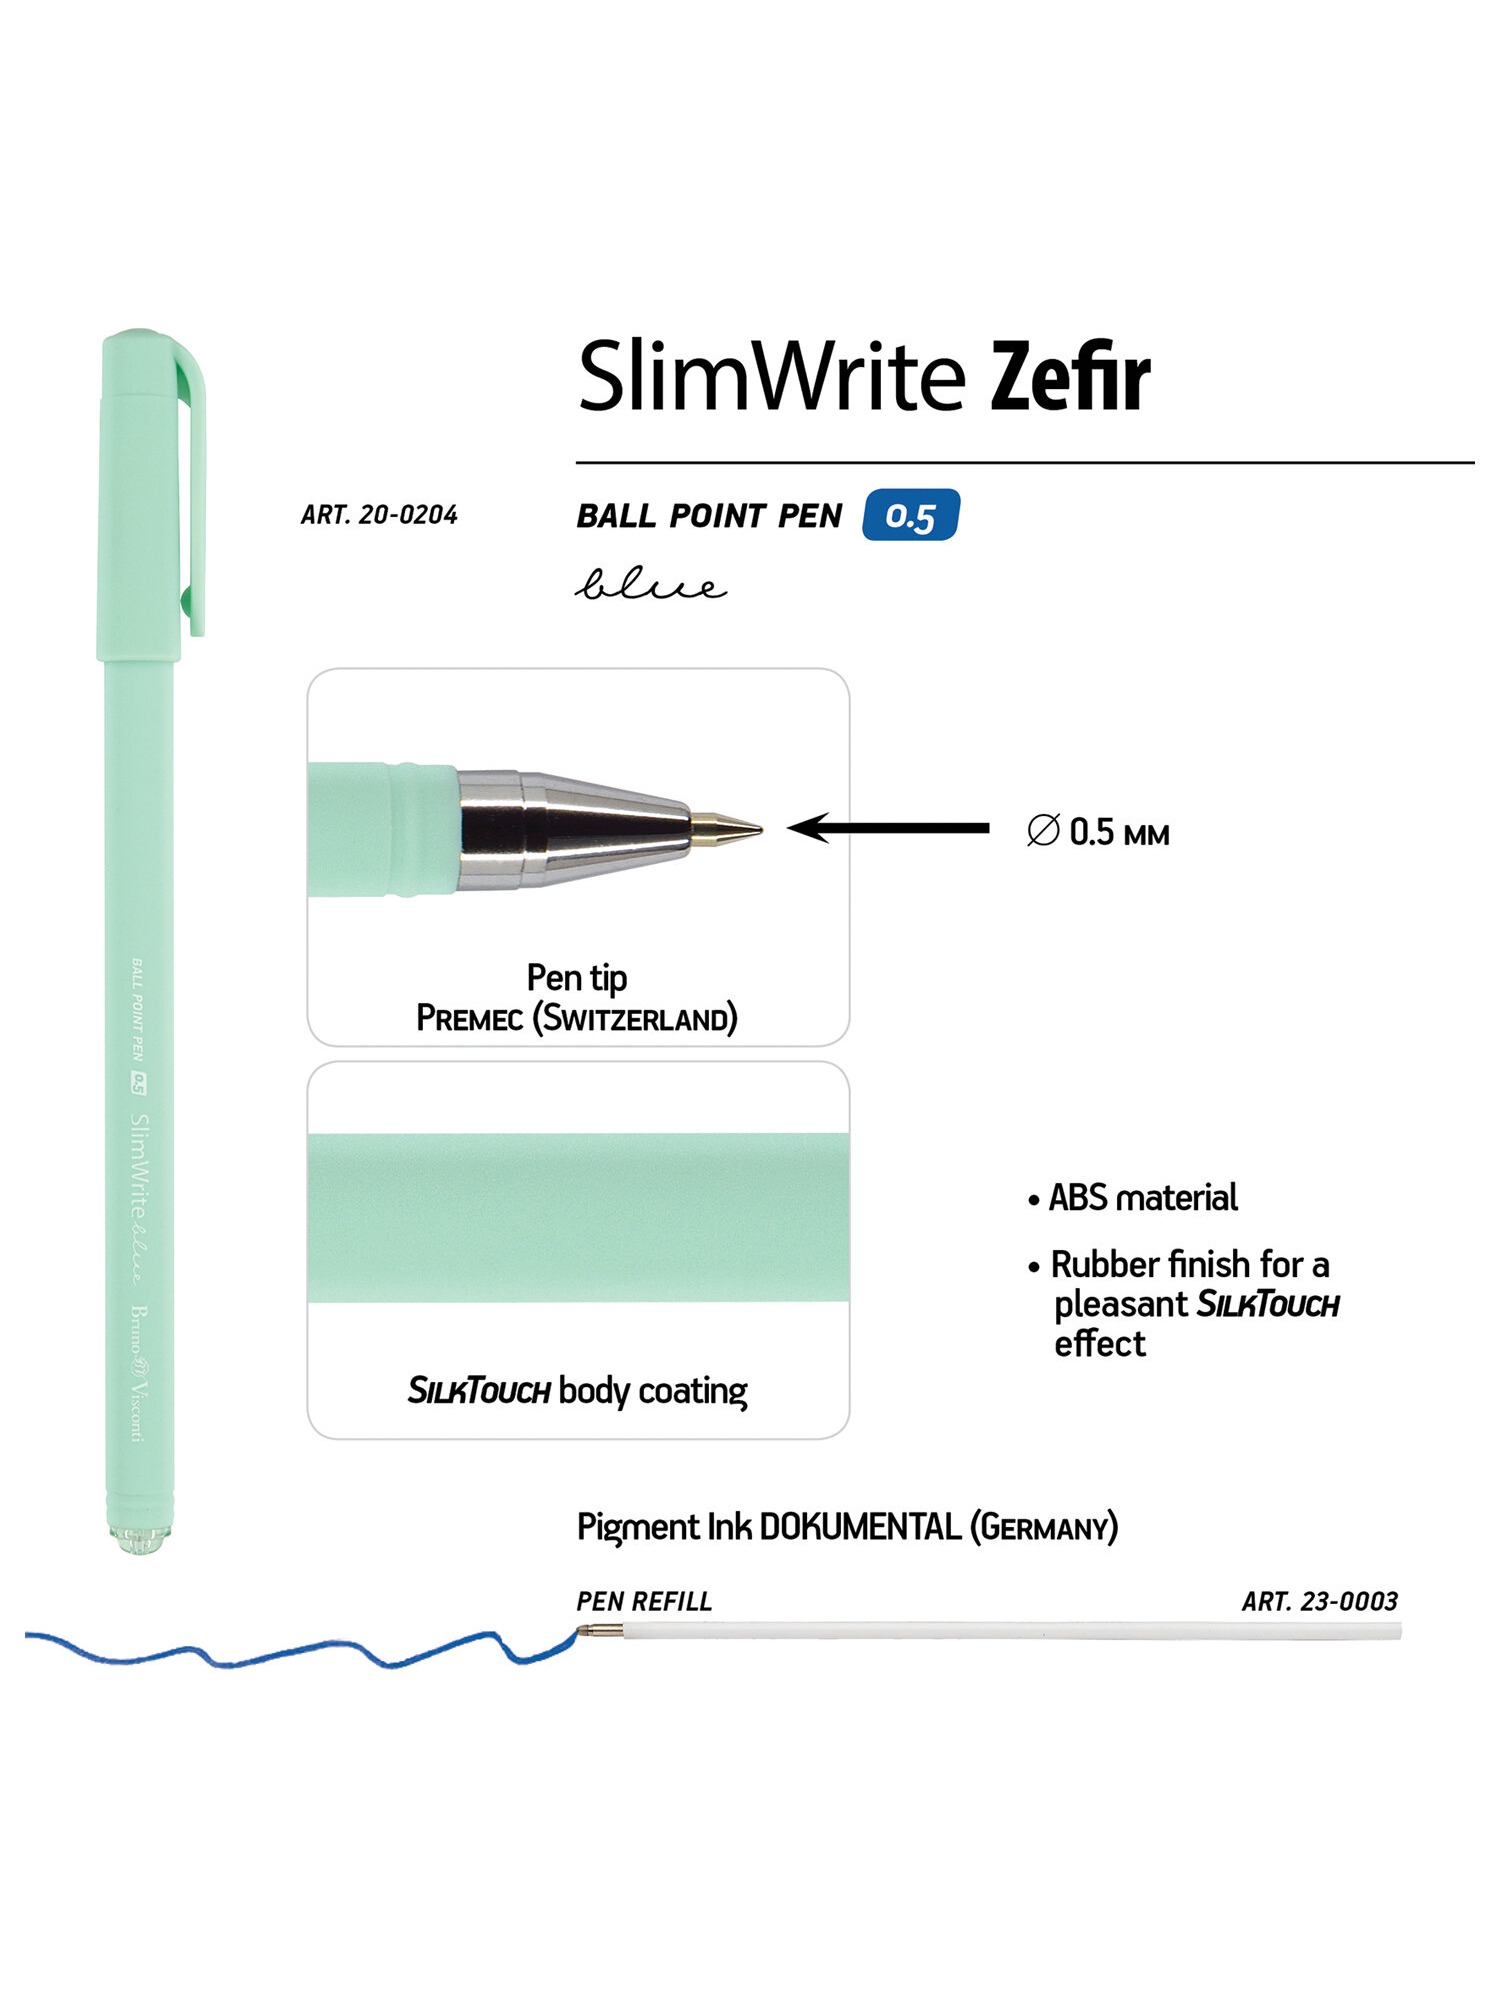 SlimWrite Zefir
ART. 20-0204
BALL POINT PEN 0.5
blue
∅ 0.5 мм
Pen tip
PREMEC (SWITZERLAND)
• ABS material
• Rubber finish for a
pleasant SILKTOUCH
effect
SILKTOUCH body coating
BALL POINT PEN 0.5 SlimWrite blue Bruno BV Visconti
Pigment Ink DOKUMENTAL (GERMANY)
PEN REFILL
ART. 23-0003